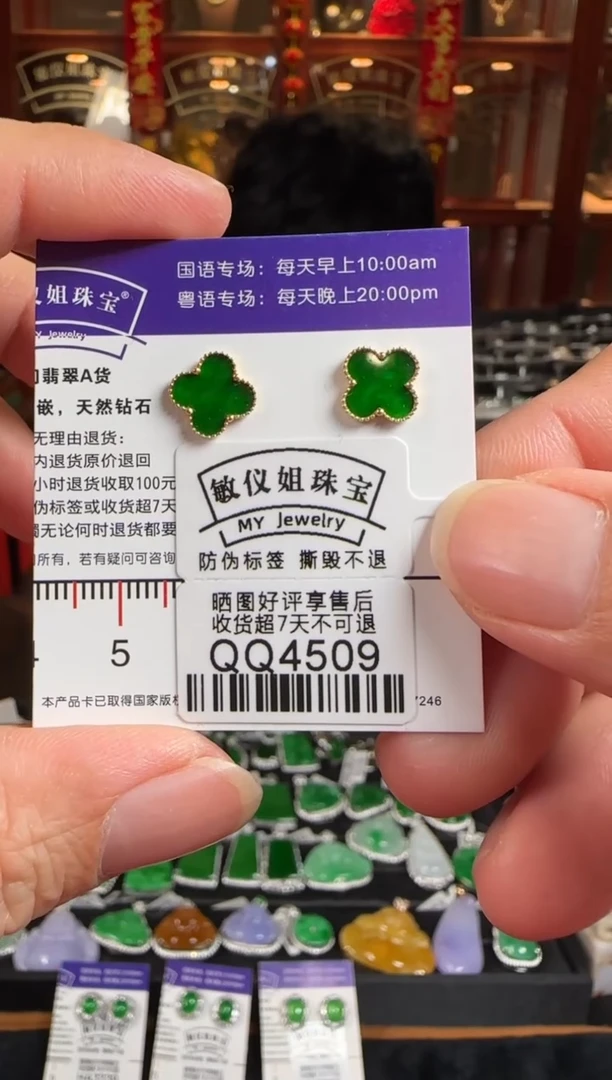 国语专场：每天早上10:00am
粤语专场：每天晚上20:00pm
姐珠宝®
Jewelry
翡翠A货
嵌，天然钻石
无理由退货：
内退货原价退回
小时退货收取100元
伪标签或收货超7天
无论何时退货都要
所有，若有疑问可咨询
敏仪姐珠宝
MY Jewelry
防伪标签 撕毁不退
晒图好评享售后
收货超7天不可退
QQ4509
5
本产品卡已取得国家版权
7246